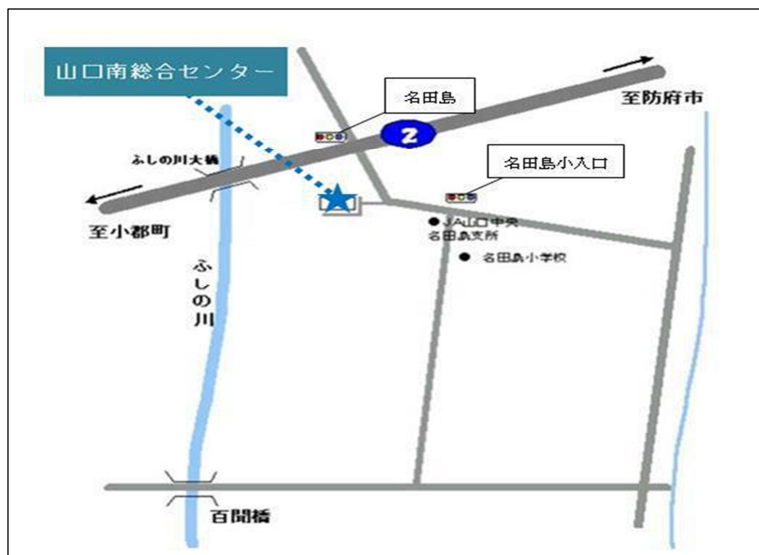 山口南総合センター
名田島
至防府市
2
ふしの川大橋
名田島小入口
至小郡町
JA山口中央
名田島支所
名田島小学校
ふしの川
百間橋